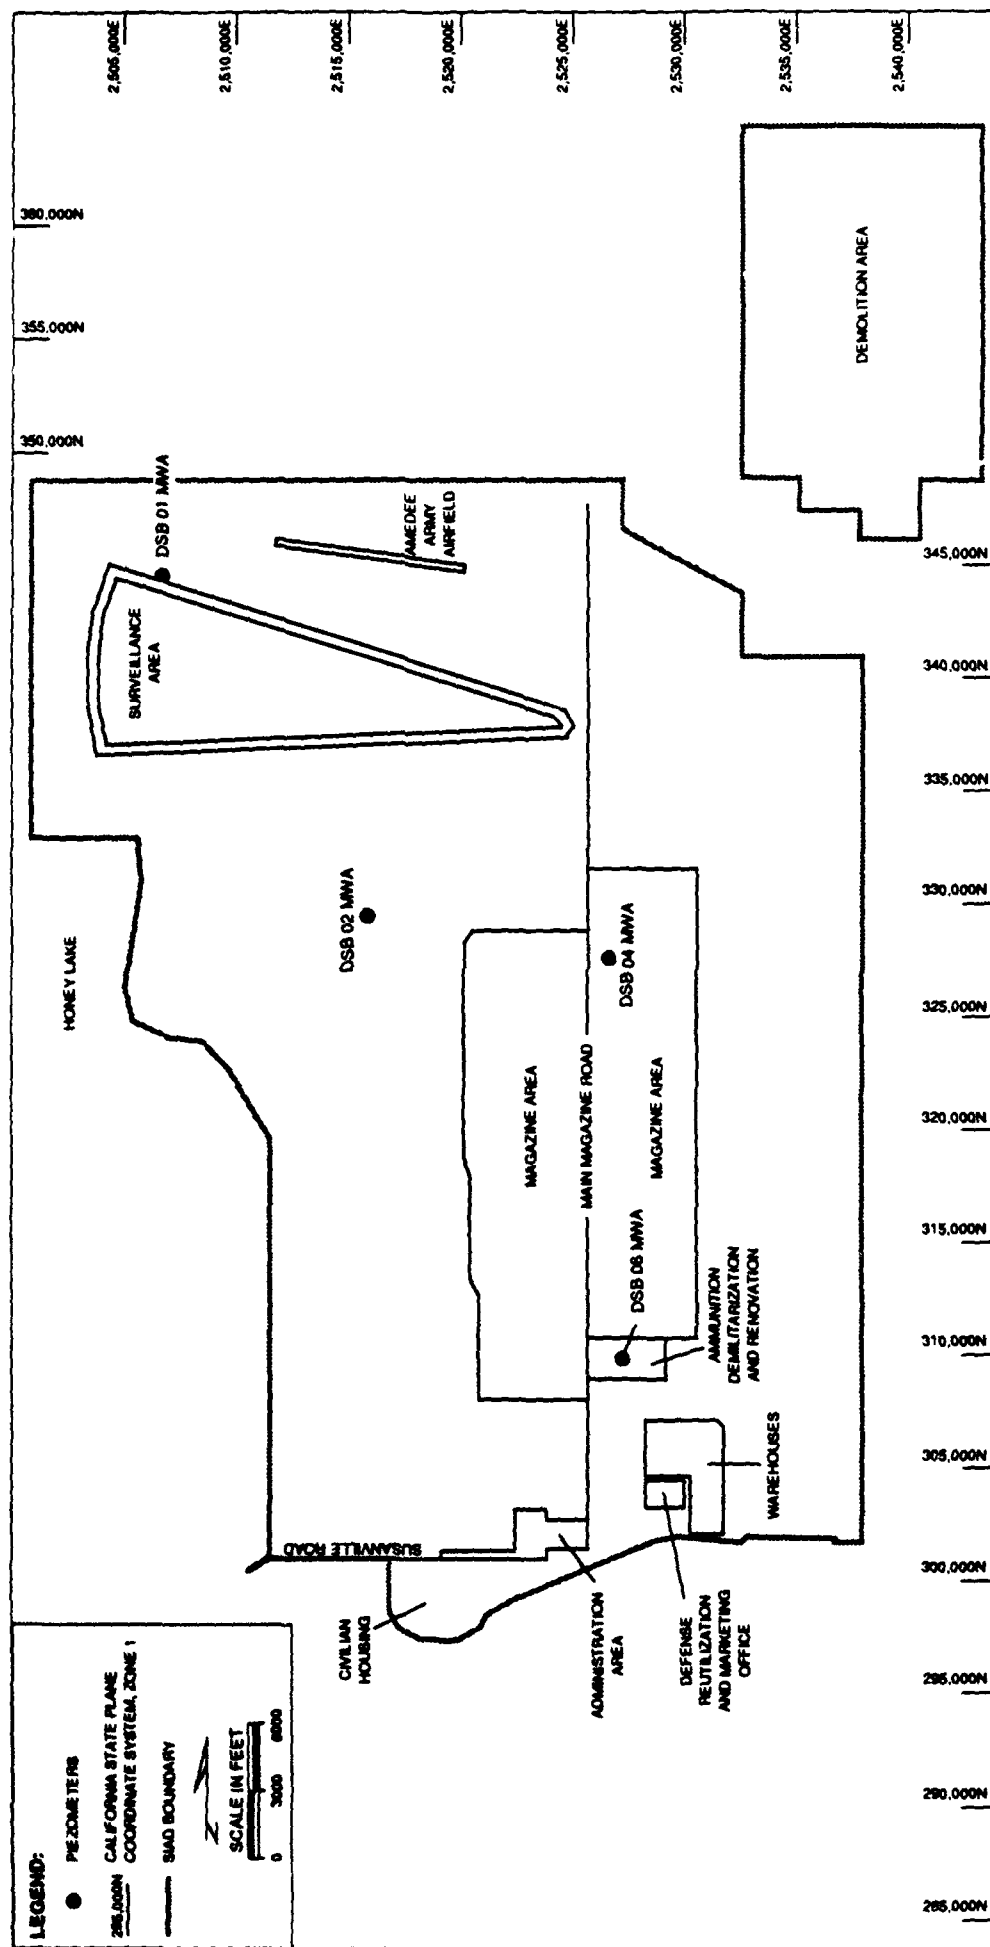 2,505,000E
2,510,000E
2,515,000E
2,520,000E
2,525,000E
2,530,000E
2,535,000E
2,540,000E
360,000N
355,000N
350,000N
345,000N
340,000N
335,000N
330,000N
325,000N
320,000N
315,000N
310,000N
305,000N
300,000N
295,000N
290,000N
285,000N
DEMOLITION AREA
DSB 01 MWA
AMEDEE
ARMY
AIRFIELD
SURVEILLANCE
AREA
HONEY LAKE
DSB 02 MWA
DSB 04 MWA
MAGAZINE AREA
MAIN MAGAZINE ROAD
MAGAZINE AREA
DSB 06 MWA
AMMUNITION
DEMILITARIZATION
AND RENOVATION
WAREHOUSES
SUSANVILLE ROAD
CIVILIAN
HOUSING
ADMINISTRATION
AREA
DEFENSE
REUTILIZATION
AND MARKETING
OFFICE
LEGEND:
PIEZOMETERS
285,000N CALIFORNIA STATE PLANE
COORDINATE SYSTEM, ZONE 1
SIAD BOUNDARY
N
SCALE IN FEET
0 3000 6000